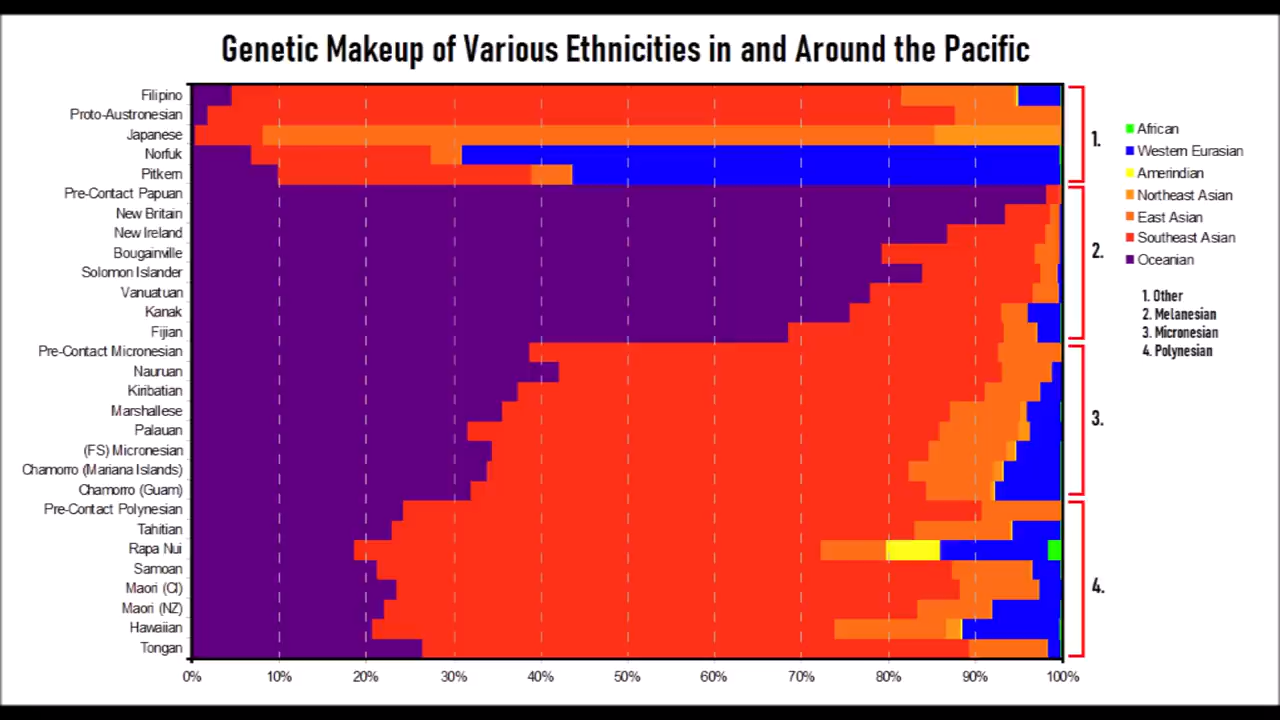 Genetic Makeup of Various Ethnicities in and Around the Pacific
Filipino
Proto-Austronesian
Japanese
Norfuk
Pitkern
Pre-Contact Papuan
New Britain
New Ireland
Bougainville
Solomon Islander
Vanuatuan
Kanak
Fijian
Pre-Contact Micronesian
Nauruan
Kiribatian
Marshallese
Palauan
(FS) Micronesian
Chamorro (Mariana Islands)
Chamorro (Guam)
Pre-Contact Polynesian
Tahitian
Rapa Nui
Samoan
Maori (CI)
Maori (NZ)
Hawaiian
Tongan
0% 10% 20% 30% 40% 50% 60% 70% 80% 90% 100%
1.
2.
3.
4.
African
Western Eurasian
Amerindian
Northeast Asian
East Asian
Southeast Asian
Oceanian
1. Other
2. Melanesian
3. Micronesian
4. Polynesian